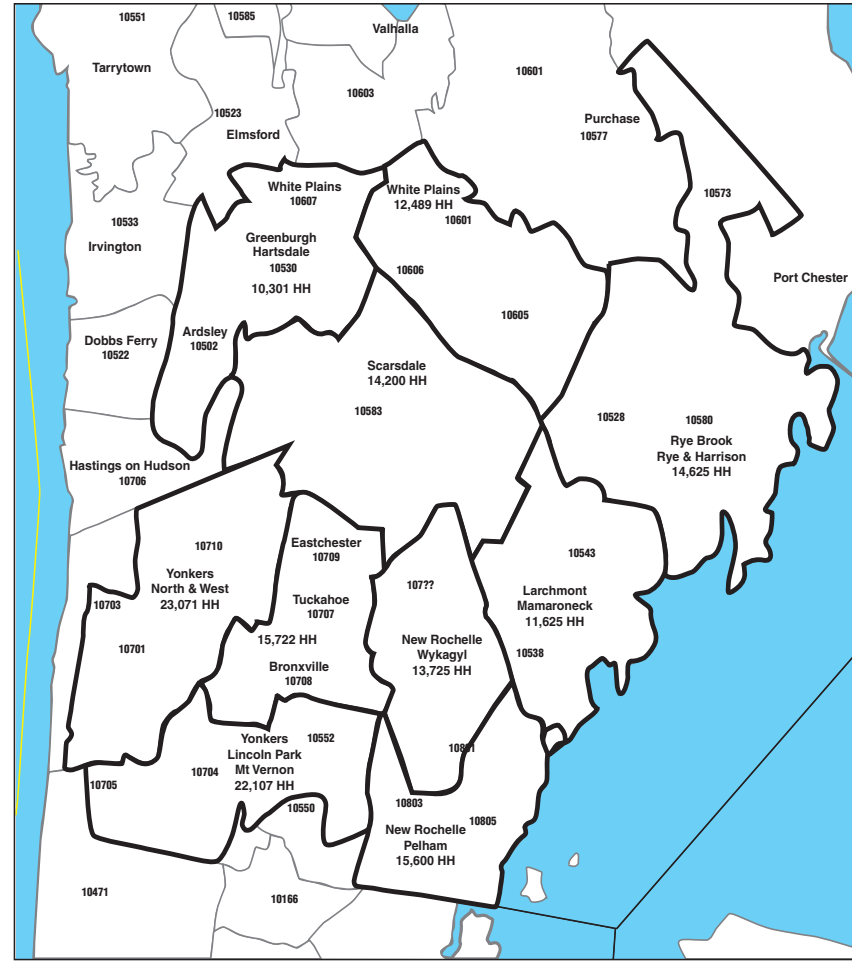 10551
10585
Valhalla
Tarrytown
10601
10603
10523
Purchase
10577
Elmsford
White Plains
10607
White Plains
12,489 HH
10601
10573
10533
Irvington
Greenburgh
Hartsdale
10530
10,301 HH
10606
Port Chester
10605
Ardsley
10502
Dobbs Ferry
10522
Scarsdale
14,200 HH
10583
10528
10580
Rye Brook
Rye & Harrison
14,625 HH
Hastings on Hudson
10706
10710
Eastchester
10709
10543
Yonkers
North & West
23,071 HH
107??
Larchmont
Mamaroneck
11,625 HH
10703
Tuckahoe
10707
15,722 HH
10701
New Rochelle
Wykagyl
13,725 HH
10538
Bronxville
10708
Yonkers
Lincoln Park
Mt Vernon
22,107 HH
10552
10801
10704
10705
10550
10803
10805
New Rochelle
Pelham
15,600 HH
10471
10166